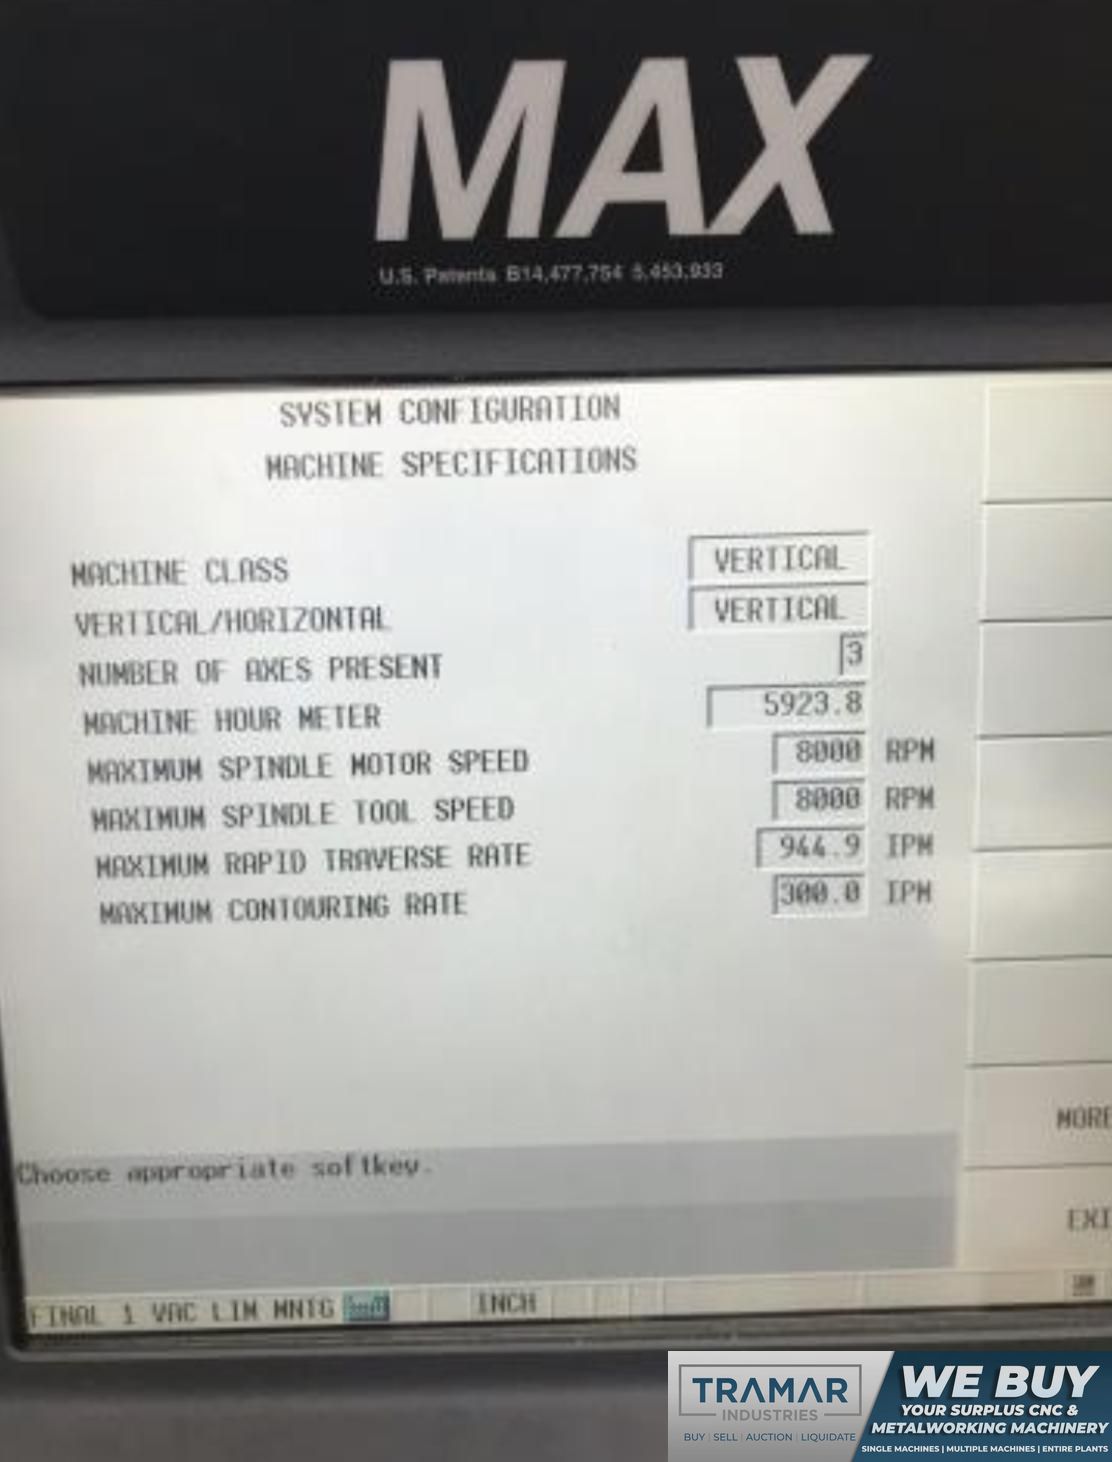 MAX
U.S. Patents B14,477,754 5,453,933
SYSTEM CONFIGURATION
MACHINE SPECIFICATIONS
MACHINE CLASS VERTICAL
VERTICAL/HORIZONTAL VERTICAL
NUMBER OF AXES PRESENT 3
MACHINE HOUR METER 5923.8
MAXIMUM SPINDLE MOTOR SPEED 8000 RPM
MAXIMUM SPINDLE TOOL SPEED 8000 RPM
MAXIMUM RAPID TRAVERSE RATE 944.9 IPM
MAXIMUM CONTOURING RATE 300.0 IPM
MORE
EXI
Choose appropriate softkey.
FINAL 1 VAC LIM MNTG INCH
TRAMAR
INDUSTRIES
BUY | SELL | AUCTION | LIQUIDATE
WE BUY
YOUR SURPLUS CNC &
METALWORKING MACHINERY
SINGLE MACHINES | MULTIPLE MACHINES | ENTIRE PLANTS